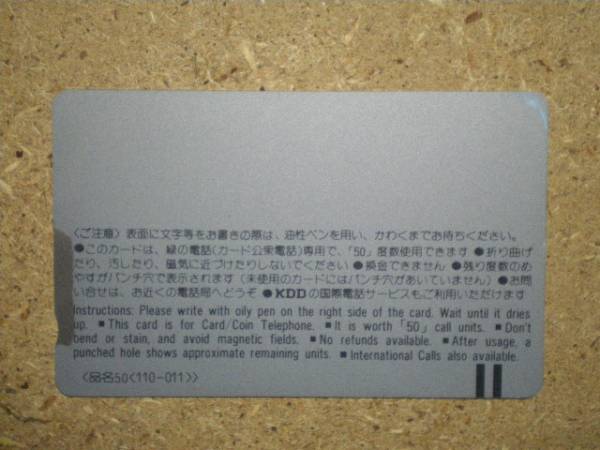 〈ご注意〉表面に文字等をお書きの際は、油性ペンを用い、かわくまでお待ちください。
●このカードは、緑の電話(カード公衆電話)専用で、「50」度数使用できます ●折り曲げ
たり、汚したり、磁気に近づけたりしないでください ●換金できません ●残り度数のめ
やすがパンチ穴で表示されます(未使用のカードにはパンチ穴があいていません) ●お問
い合せは、お近くの電話局へどうぞ ●KDDの国際電話サービスもご利用いただけます
Instructions: Please write with oily pen on the right side of the card. Wait until it dries
up. ■This card is for Card/Coin Telephone. ■It is worth「50」call units. ■Don't
bend or stain, and avoid magnetic fields. ■No refunds available. ■After usage, a
punched hole shows approximate remaining units. ■International Calls also available.
〈品名50〈110-011〉〉